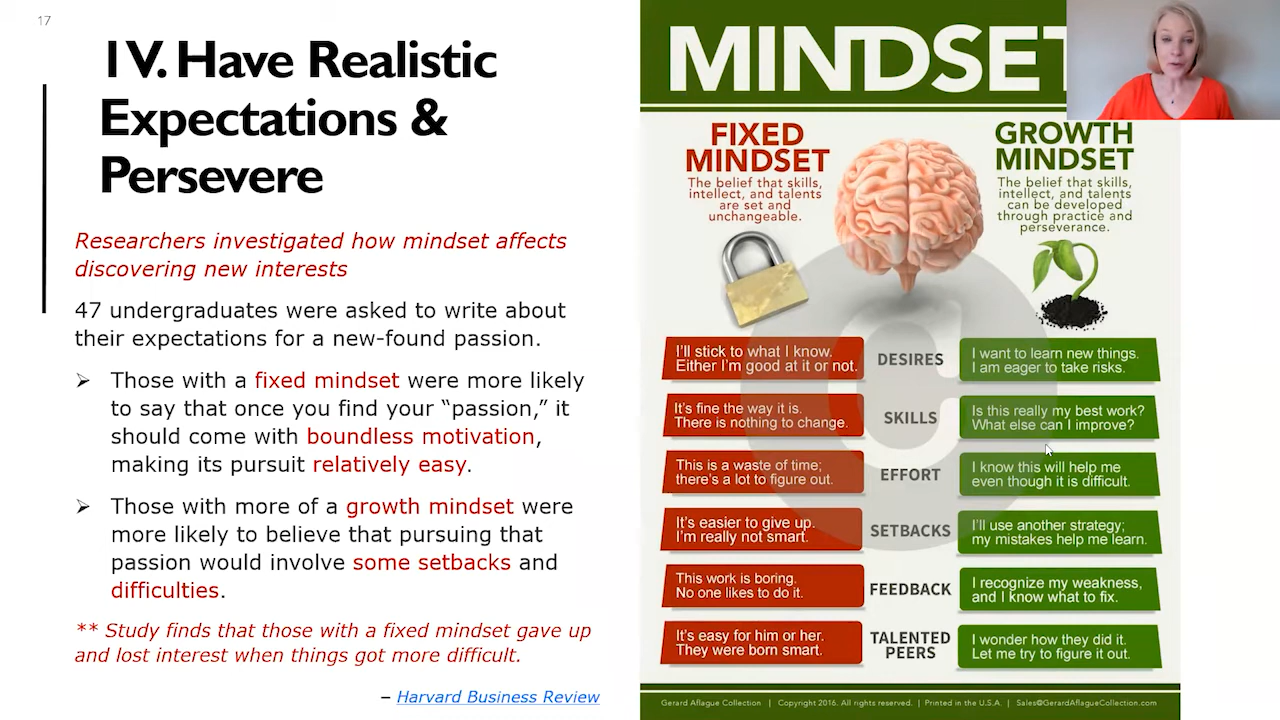 17
IV. Have Realistic
Expectations &
Persevere
Researchers investigated how mindset affects
discovering new interests
47 undergraduates were asked to write about
their expectations for a new-found passion.
Those with a fixed mindset were more likely
to say that once you find your “passion,” it
should come with boundless motivation,
making its pursuit relatively easy.
Those with more of a growth mindset were
more likely to believe that pursuing that
passion would involve some setbacks and
difficulties.
** Study finds that those with a fixed mindset gave up
and lost interest when things got more difficult.
– Harvard Business Review
MINDSET
FIXED
MINDSET
The belief that skills,
intellect, and talents
are set and
unchangeable.
GROWTH
MINDSET
The belief that skills,
intellect, and talents
can be developed
through practice and
perseverance.
I'll stick to what I know.
Either I'm good at it or not.
DESIRES
I want to learn new things.
I am eager to take risks.
It's fine the way it is.
There is nothing to change.
SKILLS
Is this really my best work?
What else can I improve?
This is a waste of time;
there's a lot to figure out.
EFFORT
I know this will help me
even though it is difficult.
It's easier to give up.
I'm really not smart.
SETBACKS
I'll use another strategy;
my mistakes help me learn.
This work is boring.
No one likes to do it.
FEEDBACK
I recognize my weakness,
and I know what to fix.
It's easy for him or her.
They were born smart.
TALENTED
PEERS
I wonder how they did it.
Let me try to figure it out.
Gerard Aflague Collection | Copyright 2016. All rights reserved. | Printed in the U.S.A. | Sales@GerardAflagueCollection.com